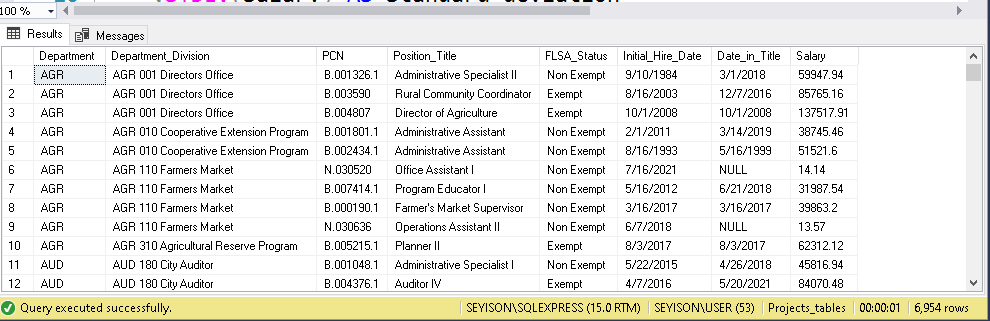 100 %
Results Messages
Department Department_Division PCN Position_Title FLSA_Status Initial_Hire_Date Date_in_Title Salary
1 AGR AGR 001 Directors Office B.001326.1 Administrative Specialist II Non Exempt 9/10/1984 3/1/2018 59947.94
2 AGR AGR 001 Directors Office B.003590 Rural Community Coordinator Exempt 8/16/2003 12/7/2016 85765.16
3 AGR AGR 001 Directors Office B.004807 Director of Agriculture Exempt 10/1/2008 10/1/2008 137517.91
4 AGR AGR 010 Cooperative Extension Program B.001801.1 Administrative Assistant Non Exempt 2/1/2011 3/14/2019 38745.46
5 AGR AGR 010 Cooperative Extension Program B.002434.1 Administrative Assistant Non Exempt 8/16/1993 5/16/1999 51521.6
6 AGR AGR 110 Farmers Market N.030520 Office Assistant I Non Exempt 7/16/2021 NULL 14.14
7 AGR AGR 110 Farmers Market B.007414.1 Program Educator I Non Exempt 5/16/2012 6/21/2018 31987.54
8 AGR AGR 110 Farmers Market B.000190.1 Farmer's Market Supervisor Non Exempt 3/16/2017 3/16/2017 39863.2
9 AGR AGR 110 Farmers Market N.030636 Operations Assistant II Non Exempt 6/7/2018 NULL 13.57
10 AGR AGR 310 Agricultural Reserve Program B.005215.1 Planner II Exempt 8/3/2017 8/3/2017 62312.12
11 AUD AUD 180 City Auditor B.001048.1 Administrative Specialist I Non Exempt 5/22/2015 4/26/2018 45816.94
12 AUD AUD 180 City Auditor B.004376.1 Auditor IV Exempt 4/7/2016 5/20/2021 84070.48
Query executed successfully. SEYISON\SQLEXPRESS (15.0 RTM) SEYISON\USER (53) Projects_tables 00:00:01 6,954 rows